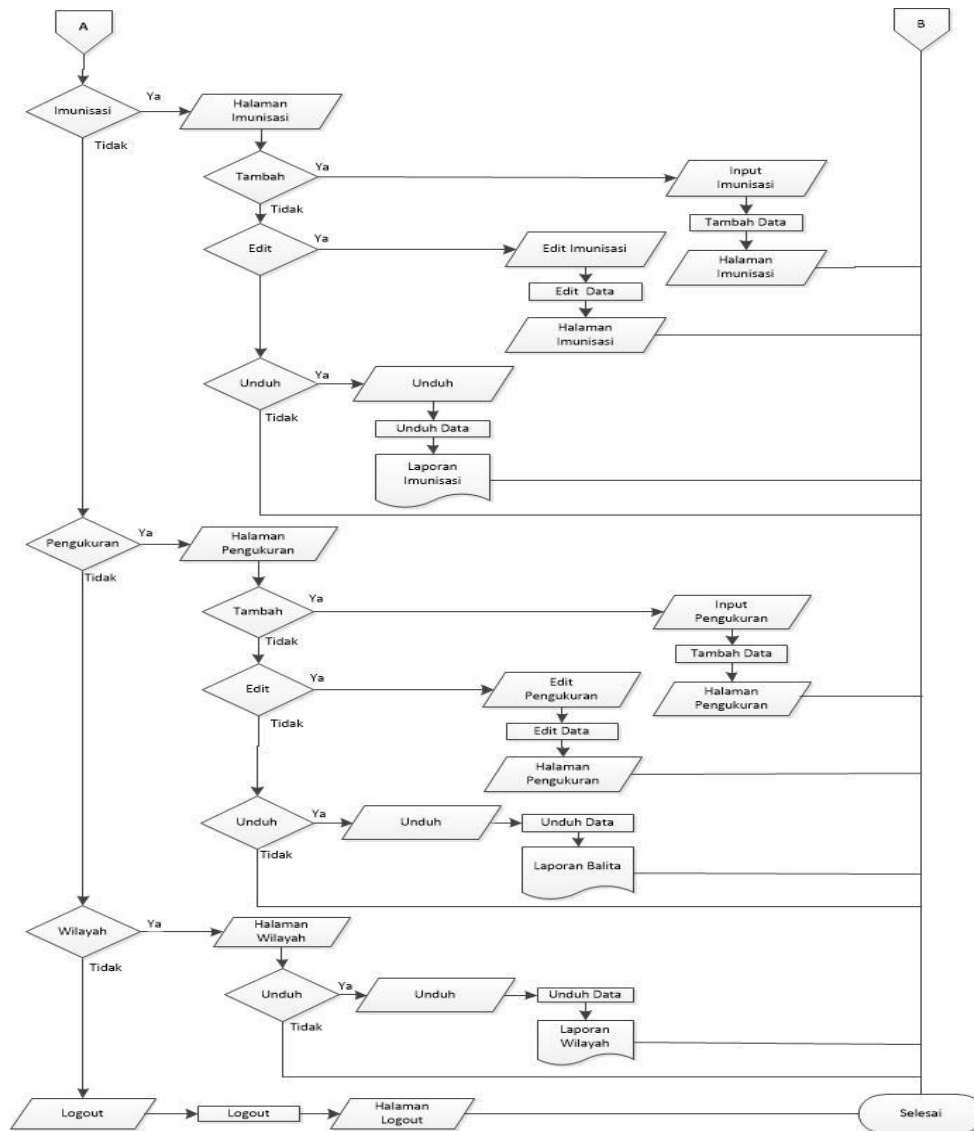 A
B
Imunisasi
Ya
Halaman
Imunisasi
Tidak
Tambah
Ya
Input
Imunisasi
Tidak
Tambah Data
Edit
Ya
Edit Imunisasi
Halaman
Imunisasi
Edit Data
Halaman
Imunisasi
Unduh
Ya
Unduh
Tidak
Unduh Data
Laporan
Imunisasi
Pengukuran
Ya
Halaman
Pengukuran
Tidak
Tambah
Ya
Input
Pengukuran
Tidak
Tambah Data
Edit
Ya
Edit
Pengukuran
Halaman
Pengukuran
Tidak
Edit Data
Halaman
Pengukuran
Unduh
Ya
Unduh
Unduh Data
Tidak
Laporan Balita
Wilayah
Ya
Halaman
Wilayah
Tidak
Unduh
Ya
Unduh
Unduh Data
Tidak
Laporan
Wilayah
Logout
Logout
Halaman
Logout
Selesai